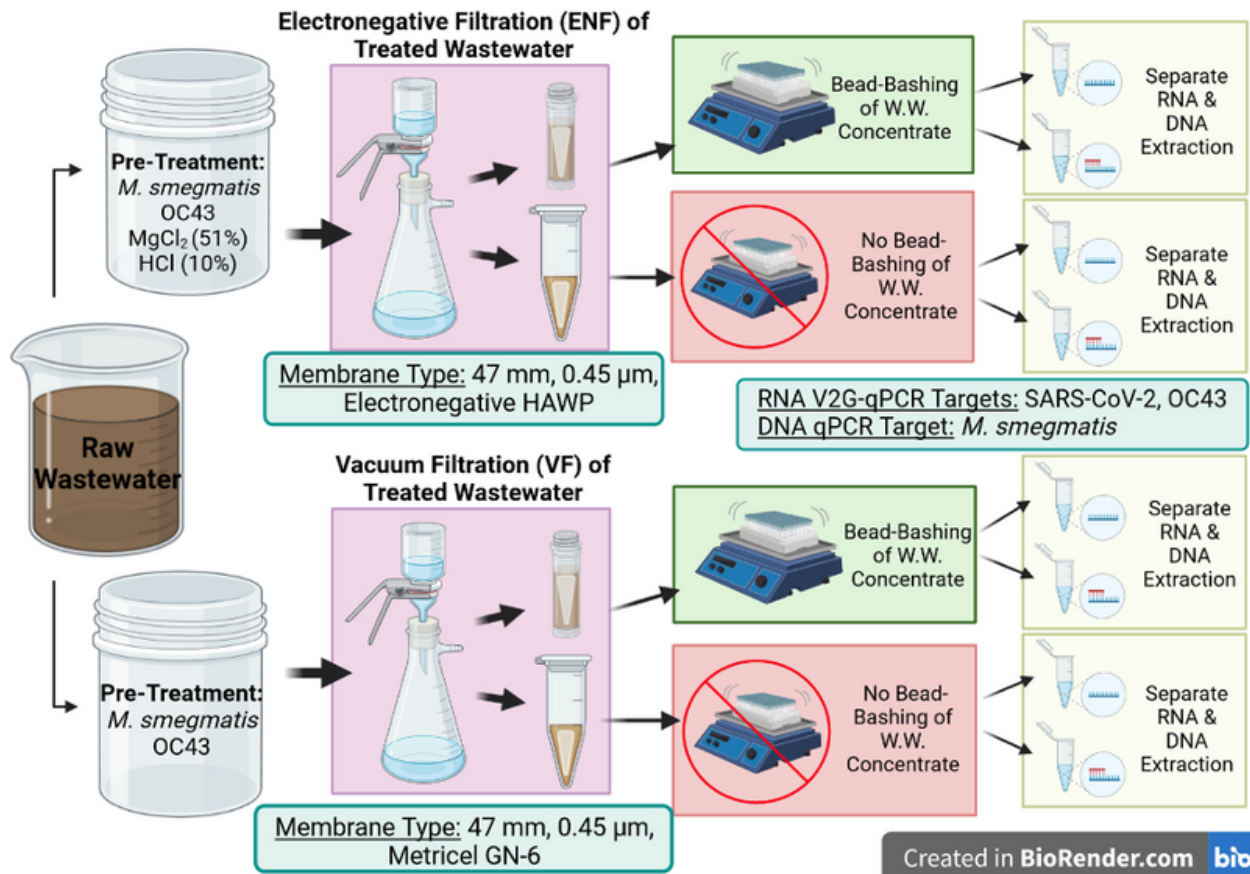 Electronegative Filtration (ENF) of
Treated Wastewater
Pre-Treatment:
M. smegmatis
OC43
MgCl₂ (51%)
HCl (10%)
Bead-Bashing
of W.W.
Concentrate
Separate
RNA &
DNA
Extraction
No Bead-
Bashing of
W.W.
Concentrate
Separate
RNA &
DNA
Extraction
Membrane Type: 47 mm, 0.45 µm,
Electronegative HAWP
RNA V2G-qPCR Targets: SARS-CoV-2, OC43
DNA qPCR Target: M. smegmatis
Raw
Wastewater
Vacuum Filtration (VF) of
Treated Wastewater
Pre-Treatment:
M. smegmatis
OC43
Bead-Bashing
of W.W.
Concentrate
Separate
RNA &
DNA
Extraction
No Bead-
Bashing of
W.W.
Concentrate
Separate
RNA &
DNA
Extraction
Membrane Type: 47 mm, 0.45 µm,
Metricel GN-6
Created in BioRender.com bio